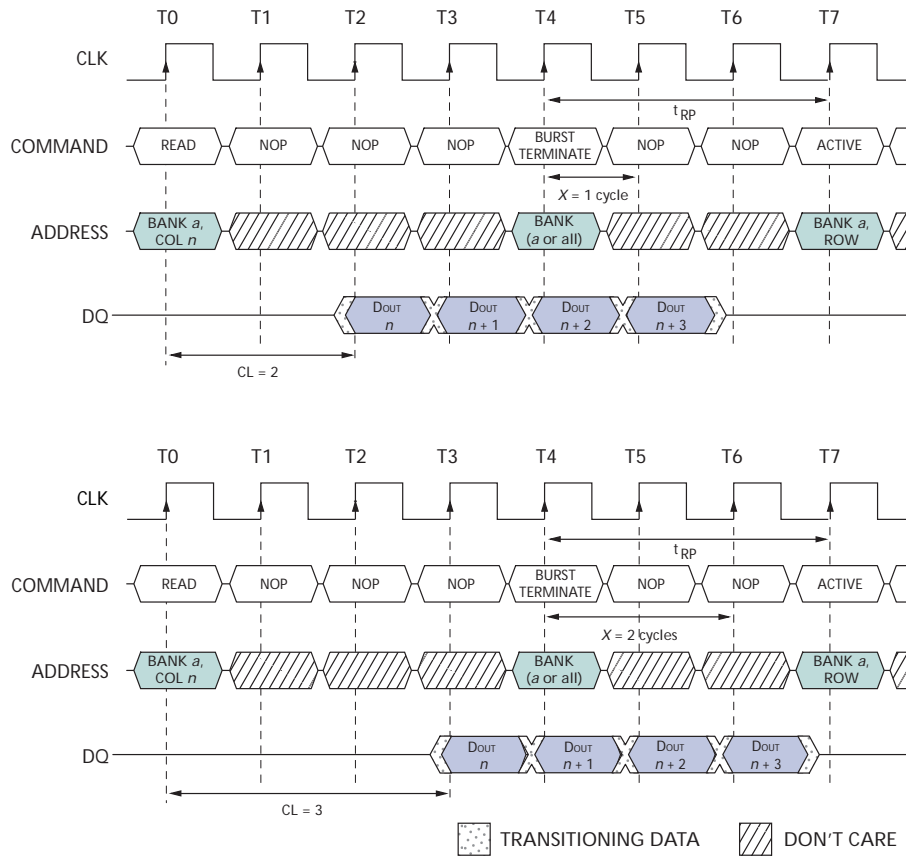 T0 T1 T2 T3 T4 T5 T6 T7
CLK
tRP
COMMAND READ NOP NOP NOP BURST TERMINATE NOP NOP ACTIVE
X = 1 cycle
ADDRESS BANK a, COL n BANK (a or all) BANK a, ROW
DQ DOUT n DOUT n + 1 DOUT n + 2 DOUT n + 3
CL = 2
T0 T1 T2 T3 T4 T5 T6 T7
CLK
tRP
COMMAND READ NOP NOP NOP BURST TERMINATE NOP NOP ACTIVE
X = 2 cycles
ADDRESS BANK a, COL n BANK (a or all) BANK a, ROW
DQ DOUT n DOUT n + 1 DOUT n + 2 DOUT n + 3
CL = 3
TRANSITIONING DATA DON'T CARE